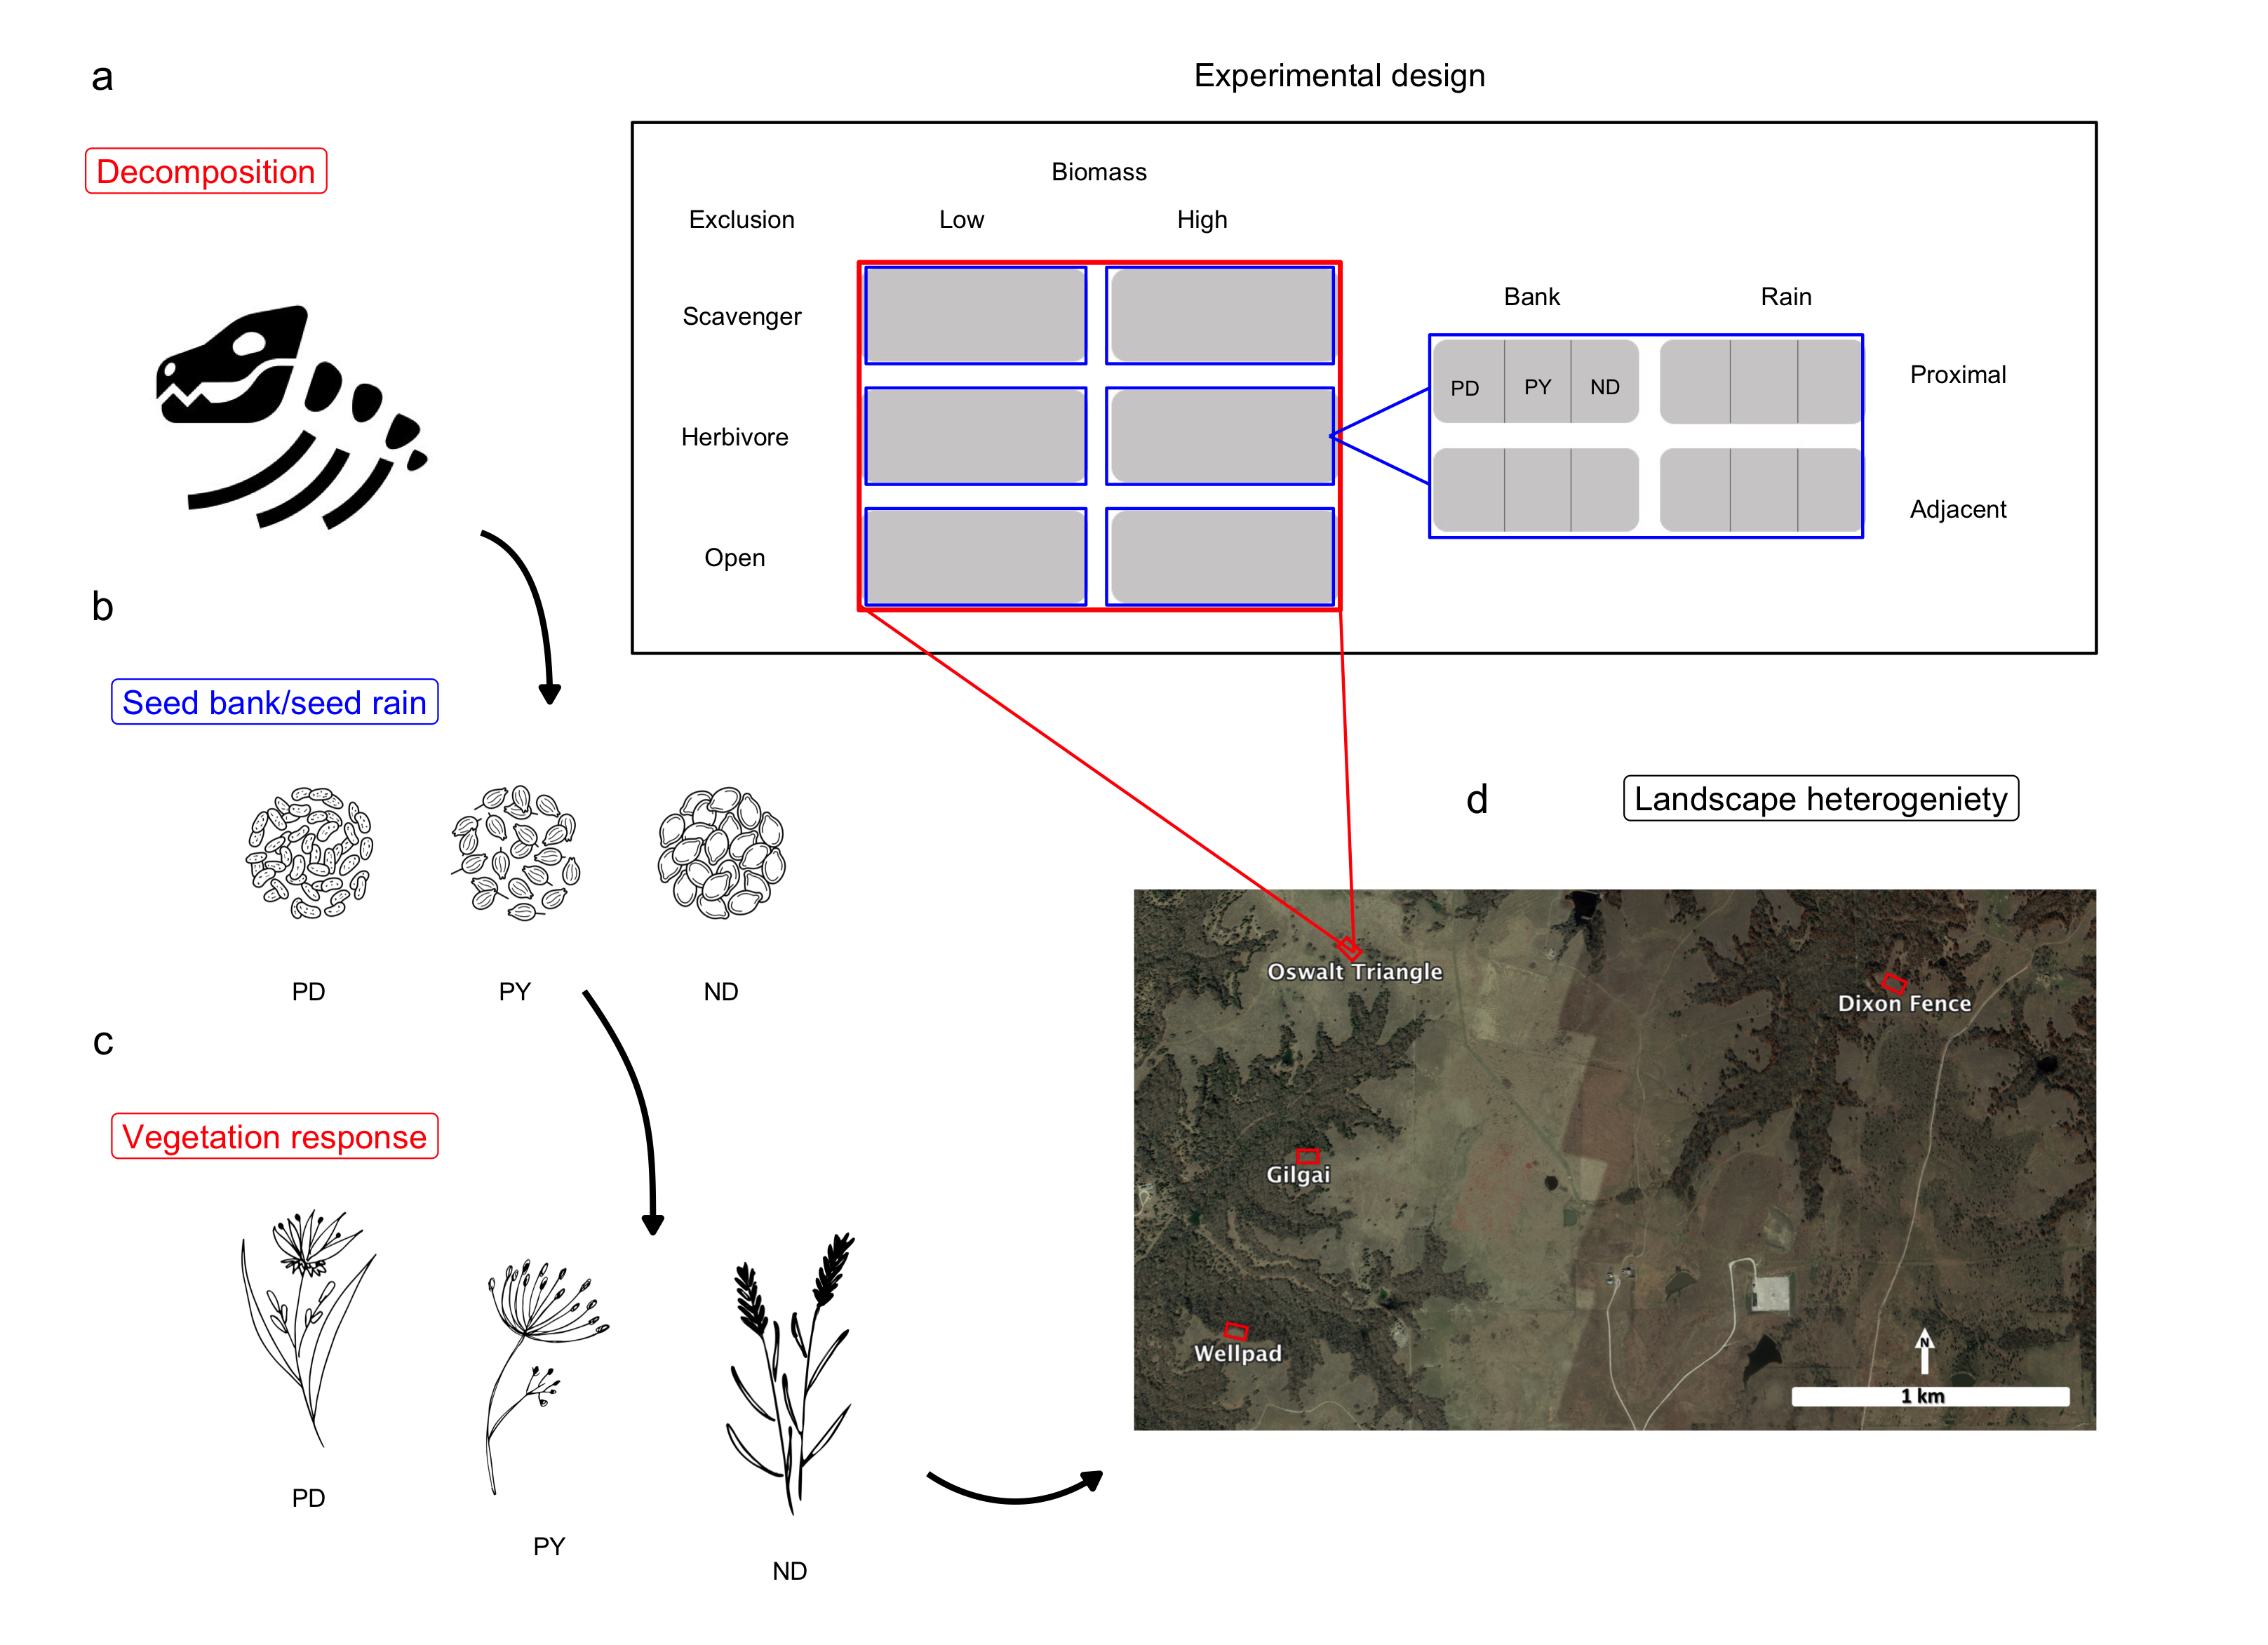 a
Experimental design
Decomposition
Biomass
Exclusion
Low
High
Scavenger
Herbivore
Open
Bank
Rain
PD
PY
ND
Proximal
Adjacent
b
Seed bank/seed rain
PD
PY
ND
c
Vegetation response
PD
PY
ND
d
Landscape heterogeniety
Oswalt Triangle
Dixon Fence
Gilgai
Wellpad
N
1 km